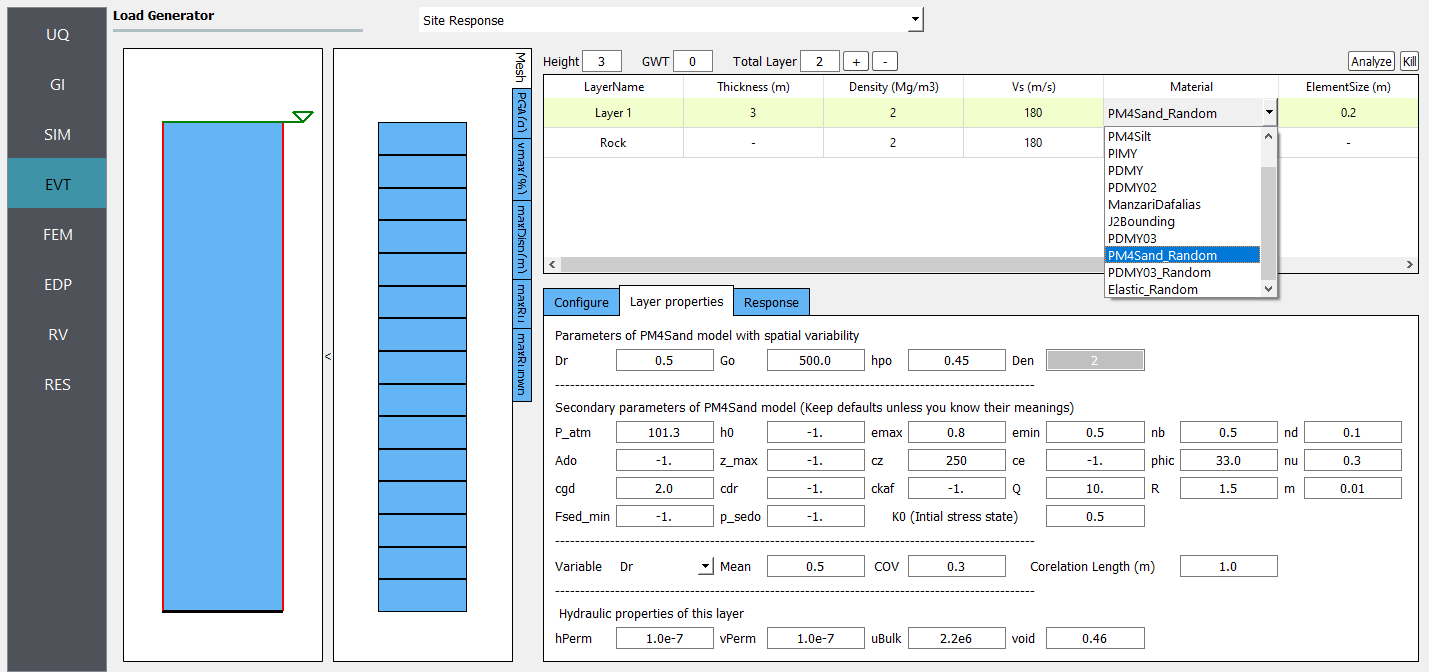 UQ
GI
SIM
EVT
FEM
EDP
RV
RES
Load Generator
Site Response
<
Mesh
PGA(g)
γmax(%)
maxDisp(m)
maxRu
maxRupwp
Height 3 GWT 0 Total Layer 2 + - Analyze Kill
LayerName Thickness (m) Density (Mg/m3) Vs (m/s) Material ElementSize (m)
Layer 1 3 2 180 PM4Sand_Random 0.2
Rock - 2 180 -
PM4Silt
PIMY
PDMY
PDMY02
ManzariDafalias
J2Bounding
PDMY03
PM4Sand_Random
PDMY03_Random
Elastic_Random
Configure Layer properties Response
Parameters of PM4Sand model with spatial variability
Dr 0.5 Go 500.0 hpo 0.45 Den 2
Secondary parameters of PM4Sand model (Keep defaults unless you know their meanings)
P_atm 101.3 h0 -1. emax 0.8 emin 0.5 nb 0.5 nd 0.1
Ado -1. z_max -1. cz 250 ce -1. phic 33.0 nu 0.3
cgd 2.0 cdr -1. ckaf -1. Q 10. R 1.5 m 0.01
Fsed_min -1. p_sedo -1. K0 (Intial stress state) 0.5
Variable Dr Mean 0.5 COV 0.3 Corelation Length (m) 1.0
Hydraulic properties of this layer
hPerm 1.0e-7 vPerm 1.0e-7 uBulk 2.2e6 void 0.46